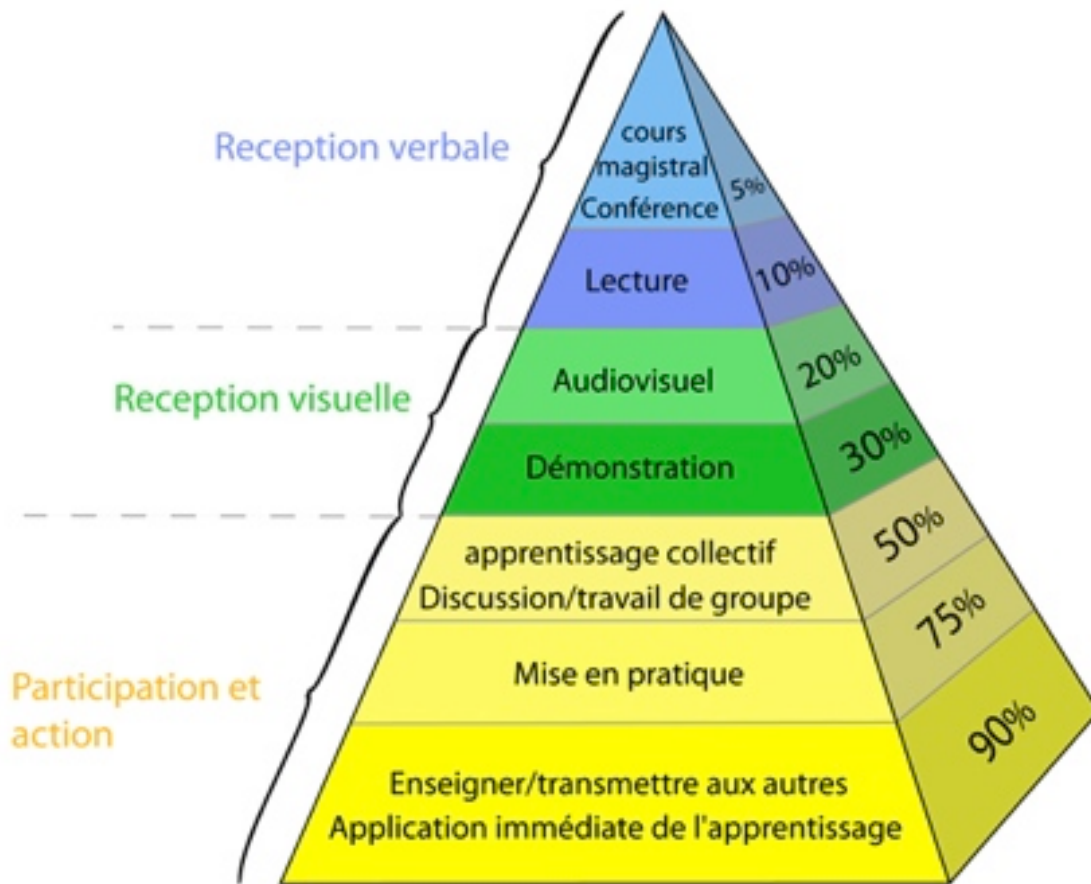 Reception verbale
cours
magistral
Conférence
5%
Lecture
10%
Reception visuelle
Audiovisuel
20%
Démonstration
30%
Participation et
action
apprentissage collectif
Discussion/travail de groupe
50%
Mise en pratique
75%
Enseigner/transmettre aux autres
Application immédiate de l'apprentissage
90%